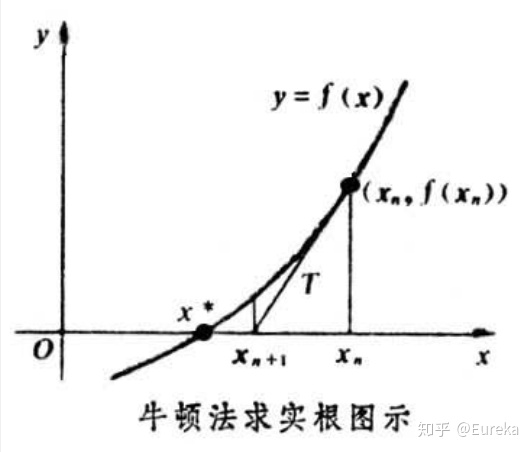 y
y = f (x)
(xₙ, f(xₙ))
T
x*
O
xₙ₊₁
xₙ
x
牛顿法求实根图示
知乎 @Eureka